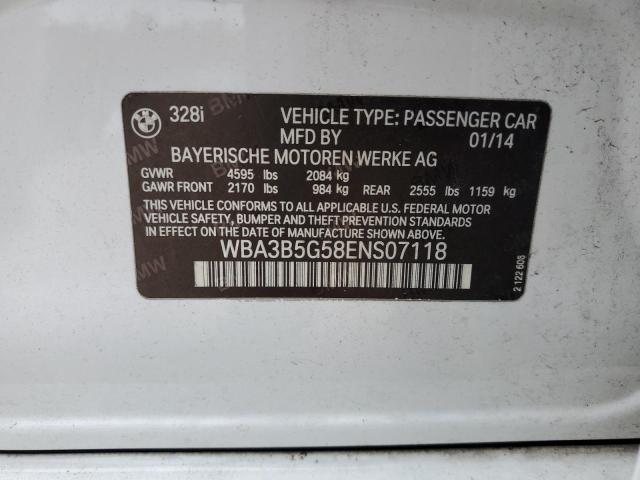 BMW 328i VEHICLE TYPE: PASSENGER CAR
MFD BY 01/14
BAYERISCHE MOTOREN WERKE AG
GVWR 4595 lbs 2084 kg
GAWR FRONT 2170 lbs 984 kg REAR 2555 lbs 1159 kg
THIS VEHICLE CONFORMS TO ALL APPLICABLE U.S. FEDERAL MOTOR
VEHICLE SAFETY, BUMPER AND THEFT PREVENTION STANDARDS
IN EFFECT ON THE DATE OF MANUFACTURE SHOWN ABOVE.
WBA3B5G58ENS07118
2 122 608